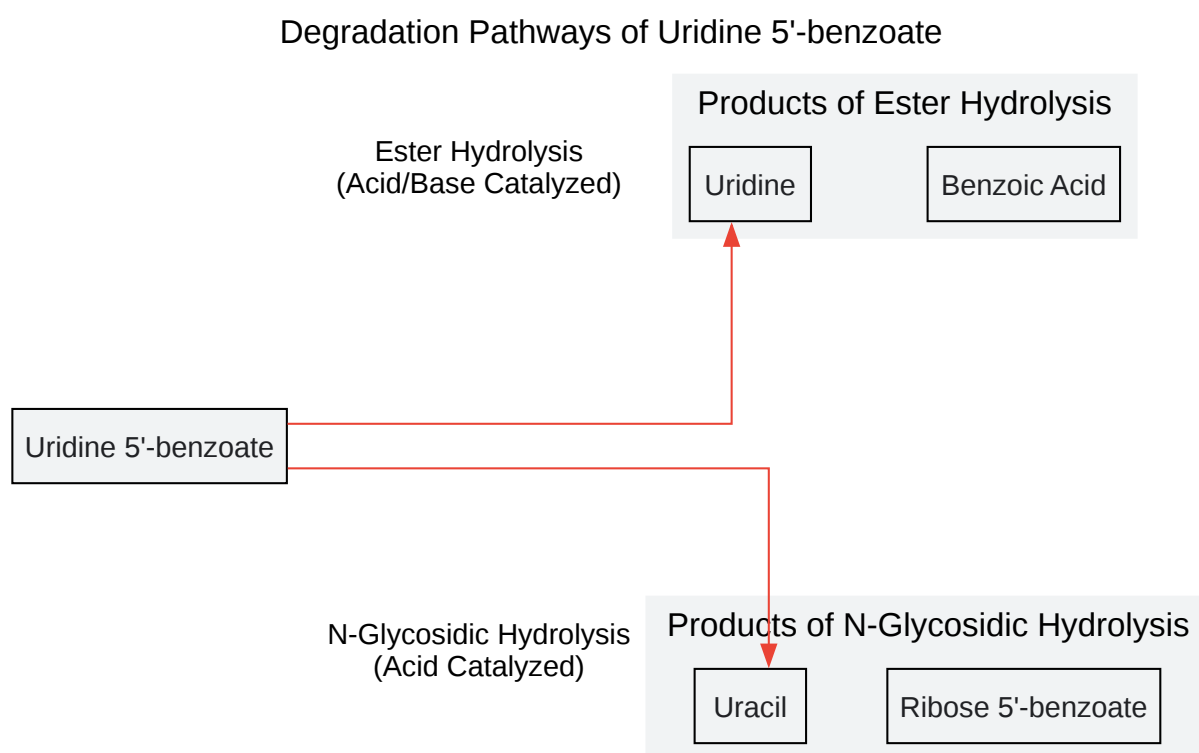 Degradation Pathways of Uridine 5'-benzoate
Products of Ester Hydrolysis
Ester Hydrolysis
(Acid/Base Catalyzed)
Uridine
Benzoic Acid
Uridine 5'-benzoate
N-Glycosidic Hydrolysis
(Acid Catalyzed)
Products of N-Glycosidic Hydrolysis
Uracil
Ribose 5'-benzoate